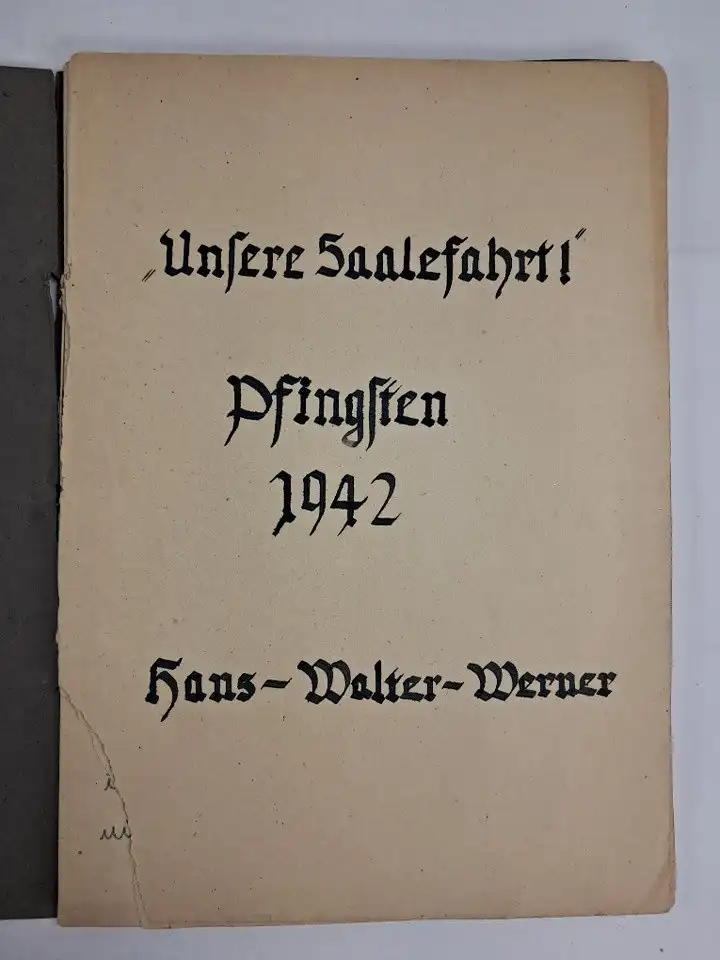 „Unsere Saalefahrt!“
Pfingsten
1942
Hans-Walter-Werner